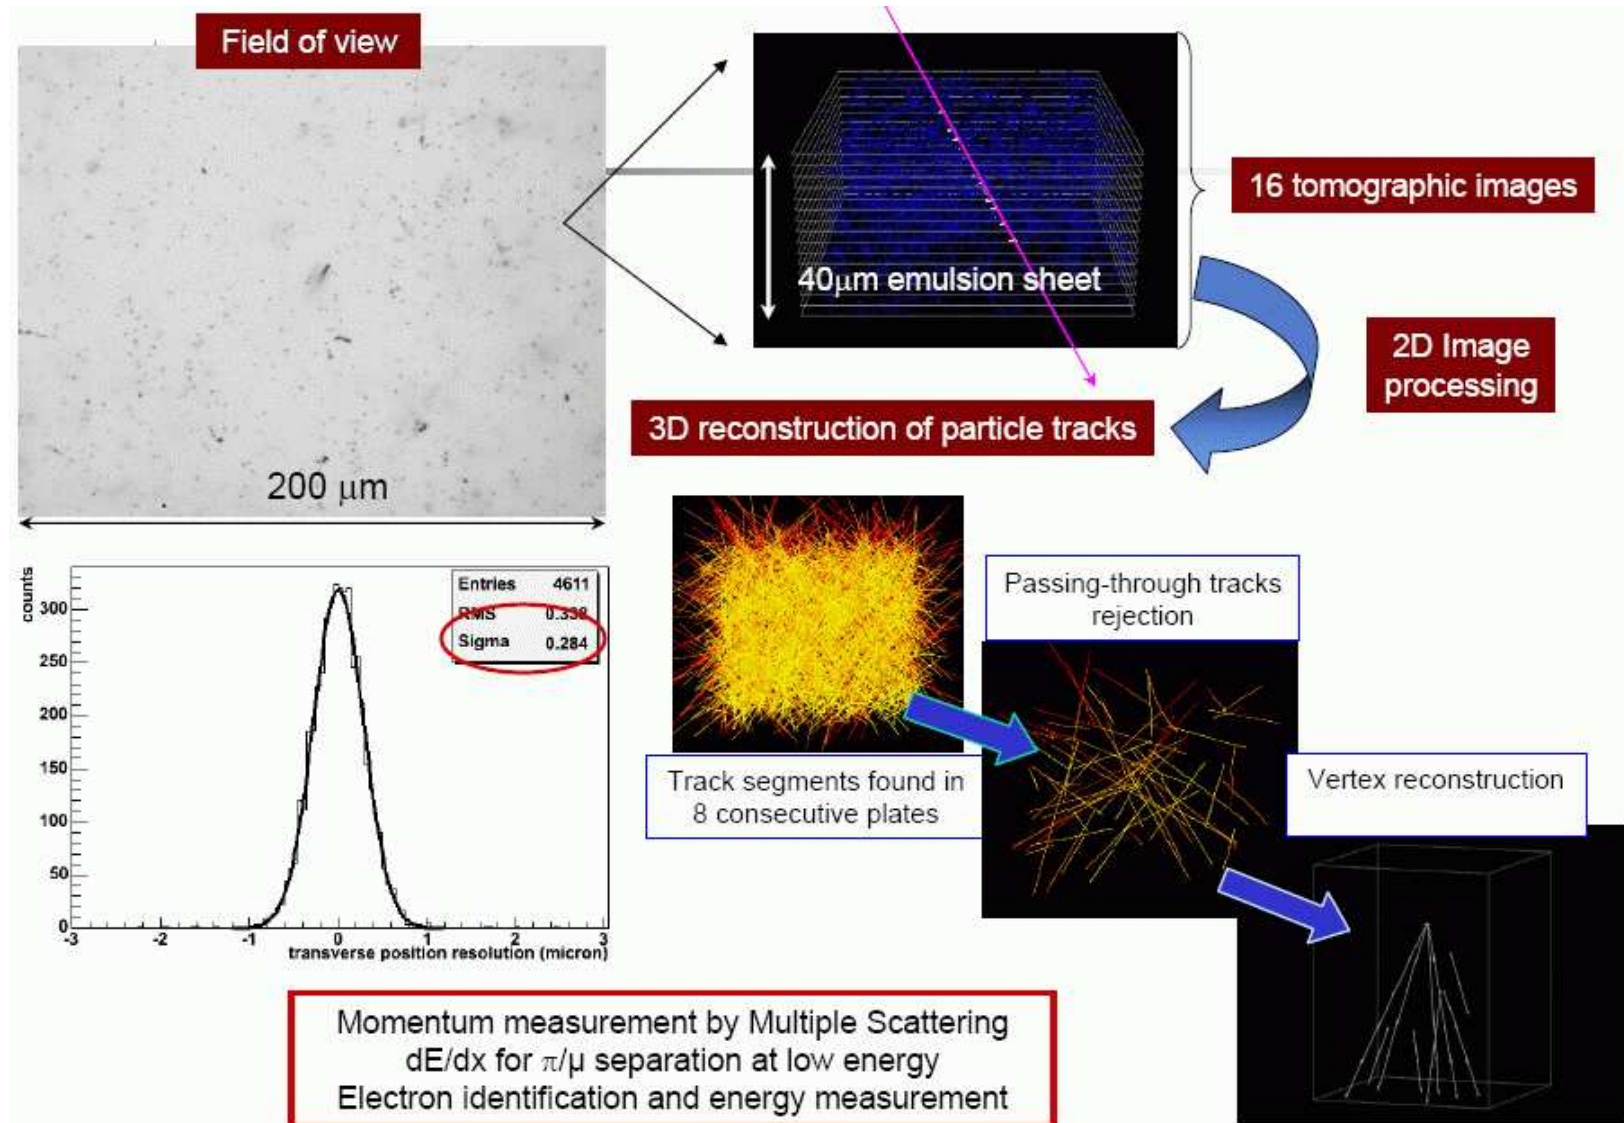 Field of view
200 μm
40μm emulsion sheet
16 tomographic images
2D Image
processing
3D reconstruction of particle tracks
counts
300
250
200
150
100
50
0
-3 -2 -1 0 1 2 3
transverse position resolution (micron)
Entries 4611
RMS 0.338
Sigma 0.284
Track segments found in
8 consecutive plates
Passing-through tracks
rejection
Vertex reconstruction
Momentum measurement by Multiple Scattering
dE/dx for π/μ separation at low energy
Electron identification and energy measurement